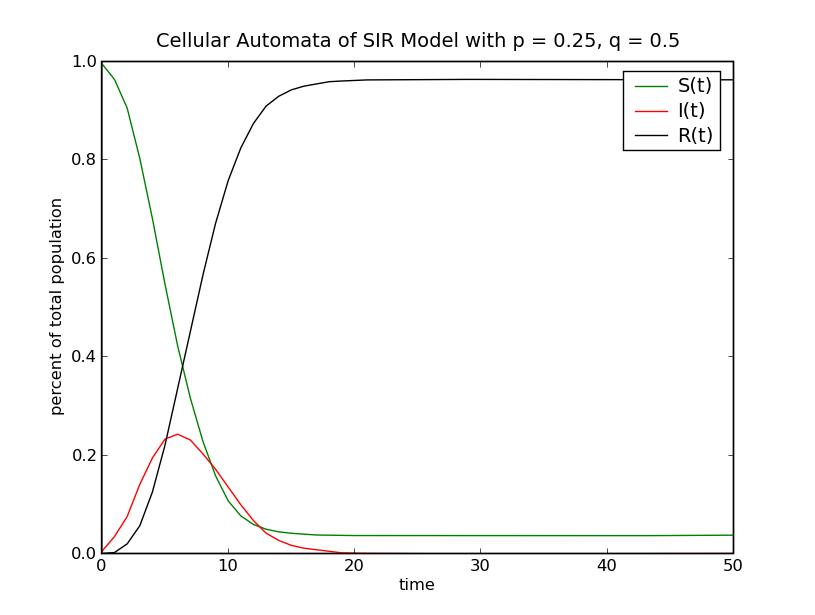 Cellular Automata of SIR Model with p = 0.25, q = 0.5
S(t)
I(t)
R(t)
percent of total population
1.0
0.8
0.6
0.4
0.2
0.0
0 10 20 30 40 50
time